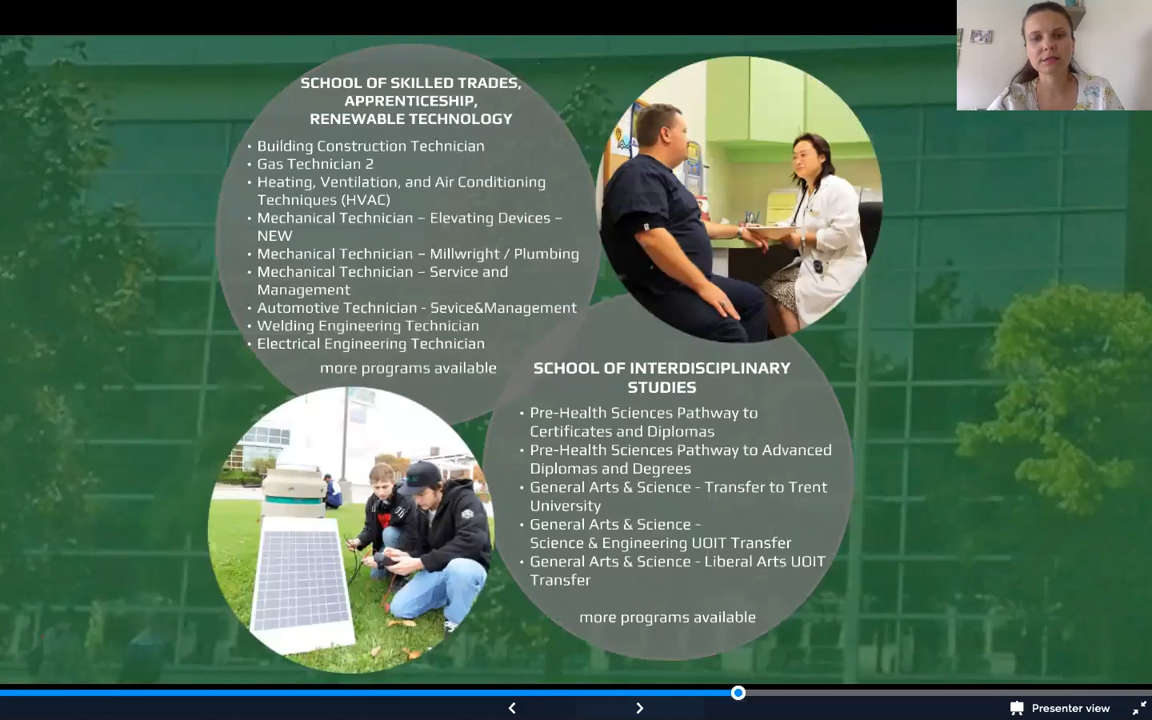 SCHOOL OF SKILLED TRADES,
APPRENTICESHIP,
RENEWABLE TECHNOLOGY
• Building Construction Technician
• Gas Technician 2
• Heating, Ventilation, and Air Conditioning
Techniques (HVAC)
• Mechanical Technician – Elevating Devices –
NEW
• Mechanical Technician – Millwright / Plumbing
• Mechanical Technician – Service and
Management
• Automotive Technician - Sevice&Management
• Welding Engineering Technician
• Electrical Engineering Technician
more programs available
SCHOOL OF INTERDISCIPLINARY
STUDIES
• Pre-Health Sciences Pathway to
Certificates and Diplomas
• Pre-Health Sciences Pathway to Advanced
Diplomas and Degrees
• General Arts & Science - Transfer to Trent
University
• General Arts & Science -
Science & Engineering UOIT Transfer
• General Arts & Science - Liberal Arts UOIT
Transfer
more programs available
Presenter view